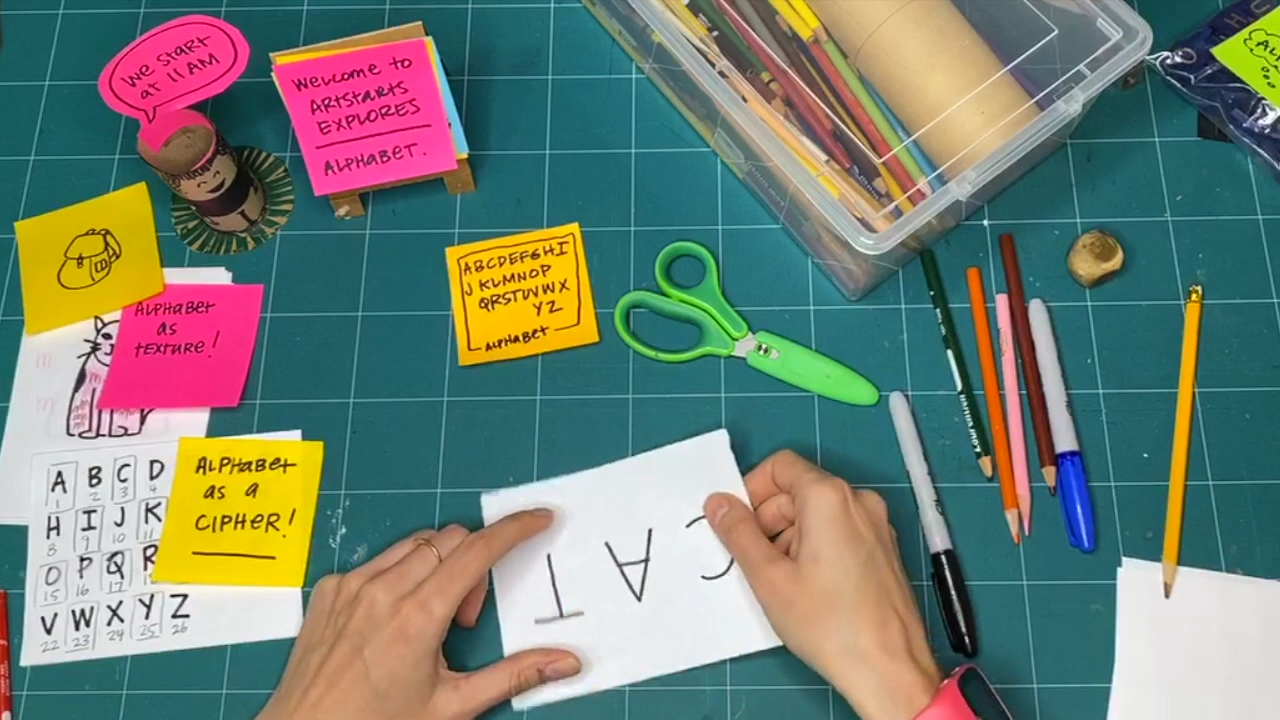 We START
at 11 AM
Welcome to
ARTSTARTS
EXPLORES
ALPHABET.
ABCDEFGHI
JKLMNOP
QRSTUVWX
YZ
ALPHABET
ALPHABET
as
TEXTURE!
ALPHABET
as a
CIPHER!
A B C D
1 2 3 4
H I J K
8 9 10 11
O P Q R
15 16 17
V W X Y Z
22 23 24 25 26
CAT
m
m